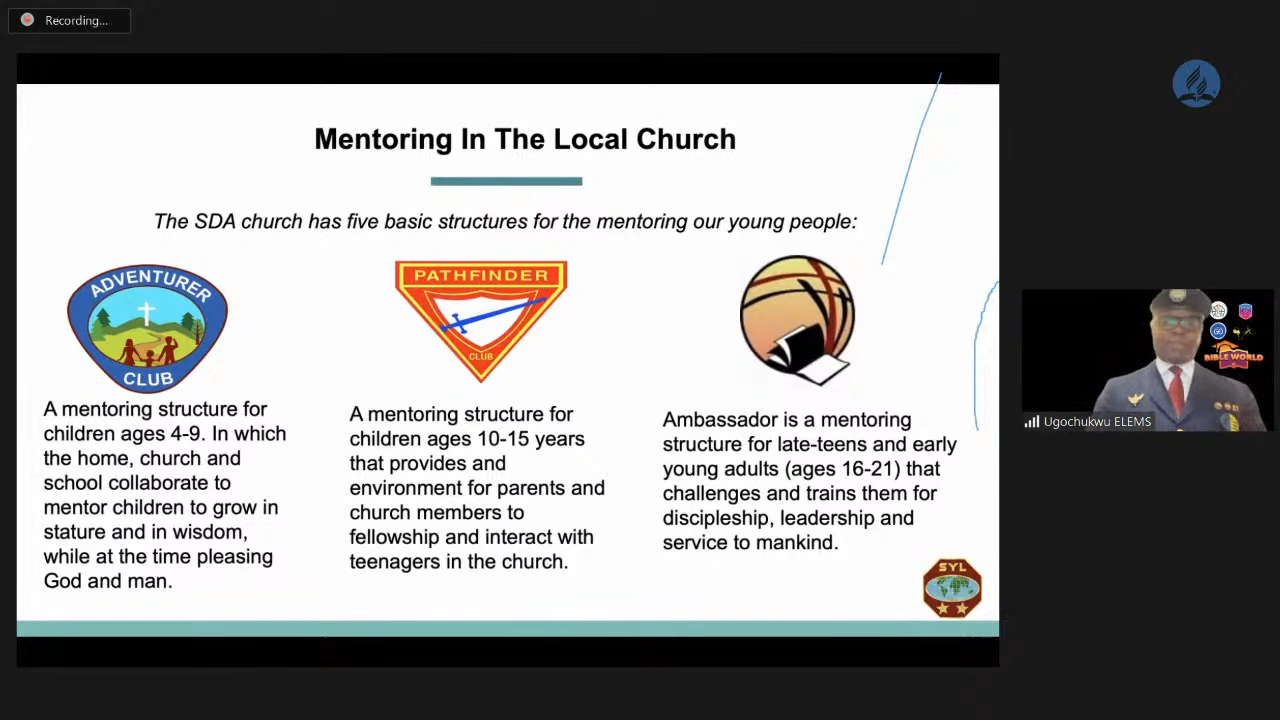 Recording...
Mentoring In The Local Church
The SDA church has five basic structures for the mentoring our young people:
ADVENTURER
CLUB
A mentoring structure for
children ages 4-9. In which
the home, church and
school collaborate to
mentor children to grow in
stature and in wisdom,
while at the time pleasing
God and man.
PATHFINDER
CLUB
A mentoring structure for
children ages 10-15 years
that provides and
environment for parents and
church members to
fellowship and interact with
teenagers in the church.
Ambassador is a mentoring
structure for late-teens and early
young adults (ages 16-21) that
challenges and trains them for
discipleship, leadership and
service to mankind.
SYL
BIBLE WORLD
Ugochukwu ELEMS